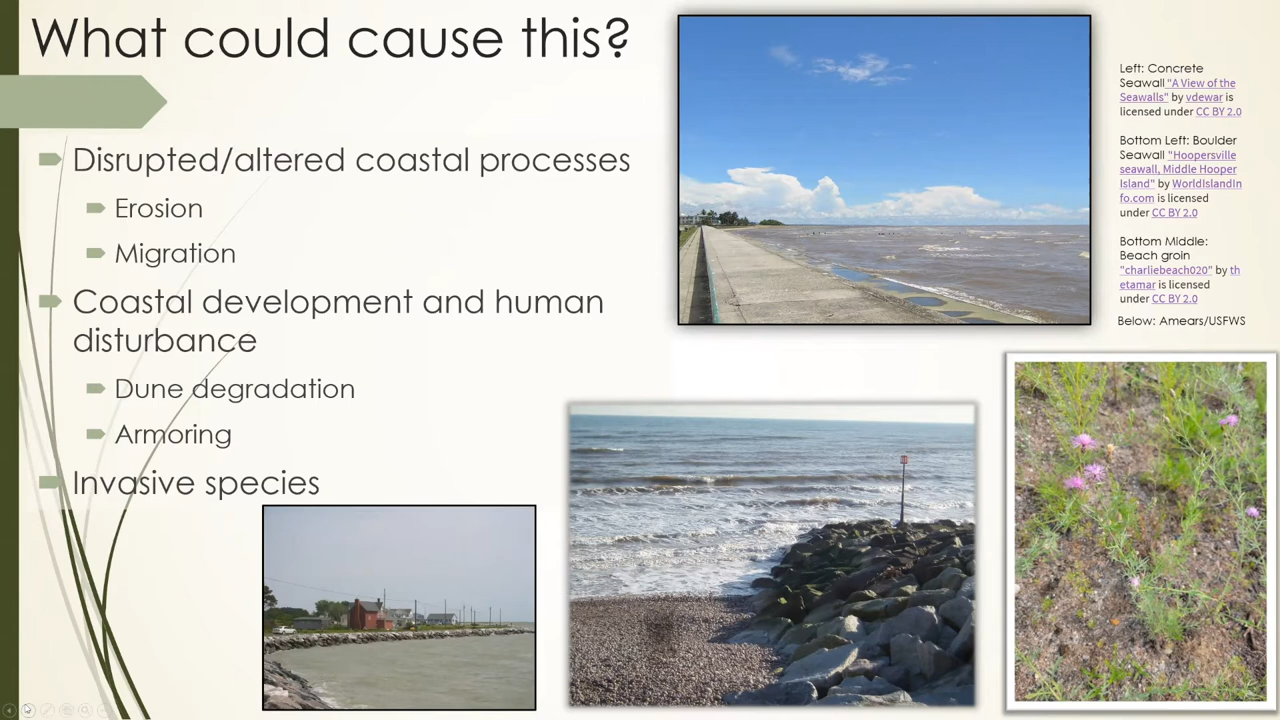 What could cause this?
Disrupted/altered coastal processes
Erosion
Migration
Coastal development and human
disturbance
Dune degradation
Armoring
Invasive species
Left: Concrete
Seawall "A View of the
Seawalls" by vdewar is
licensed under CC BY 2.0
Bottom Left: Boulder
Seawall "Hoopersville
seawall, Middle Hooper
Island" by WorldIslandIn
fo.com is licensed
under CC BY 2.0
Bottom Middle:
Beach groin
"charliebeach020" by th
etamar is licensed
under CC BY 2.0
Below: Amears/USFWS